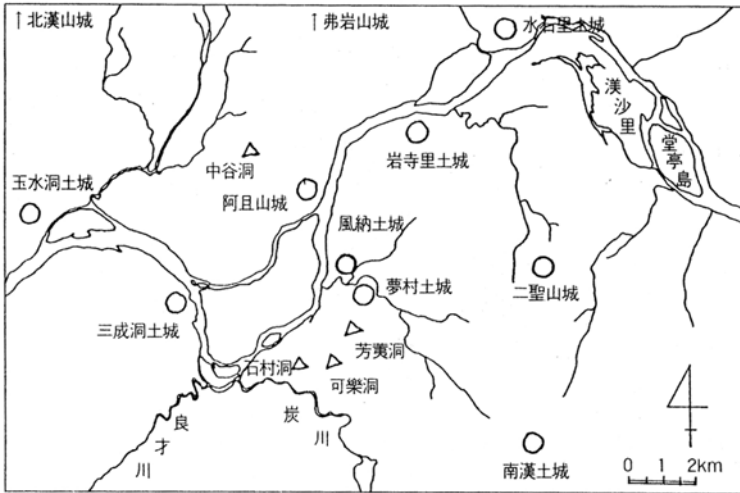 ↑北漢山城
↑弗岩山城
水石里土城
渼沙里
堂亭島
中谷洞
岩寺里土城
玉水洞土城
阿且山城
風納土城
夢村土城
二聖山城
三成洞土城
芳荑洞
石村洞
可樂洞
良才川
炭川
南漢土城
0 1 2km